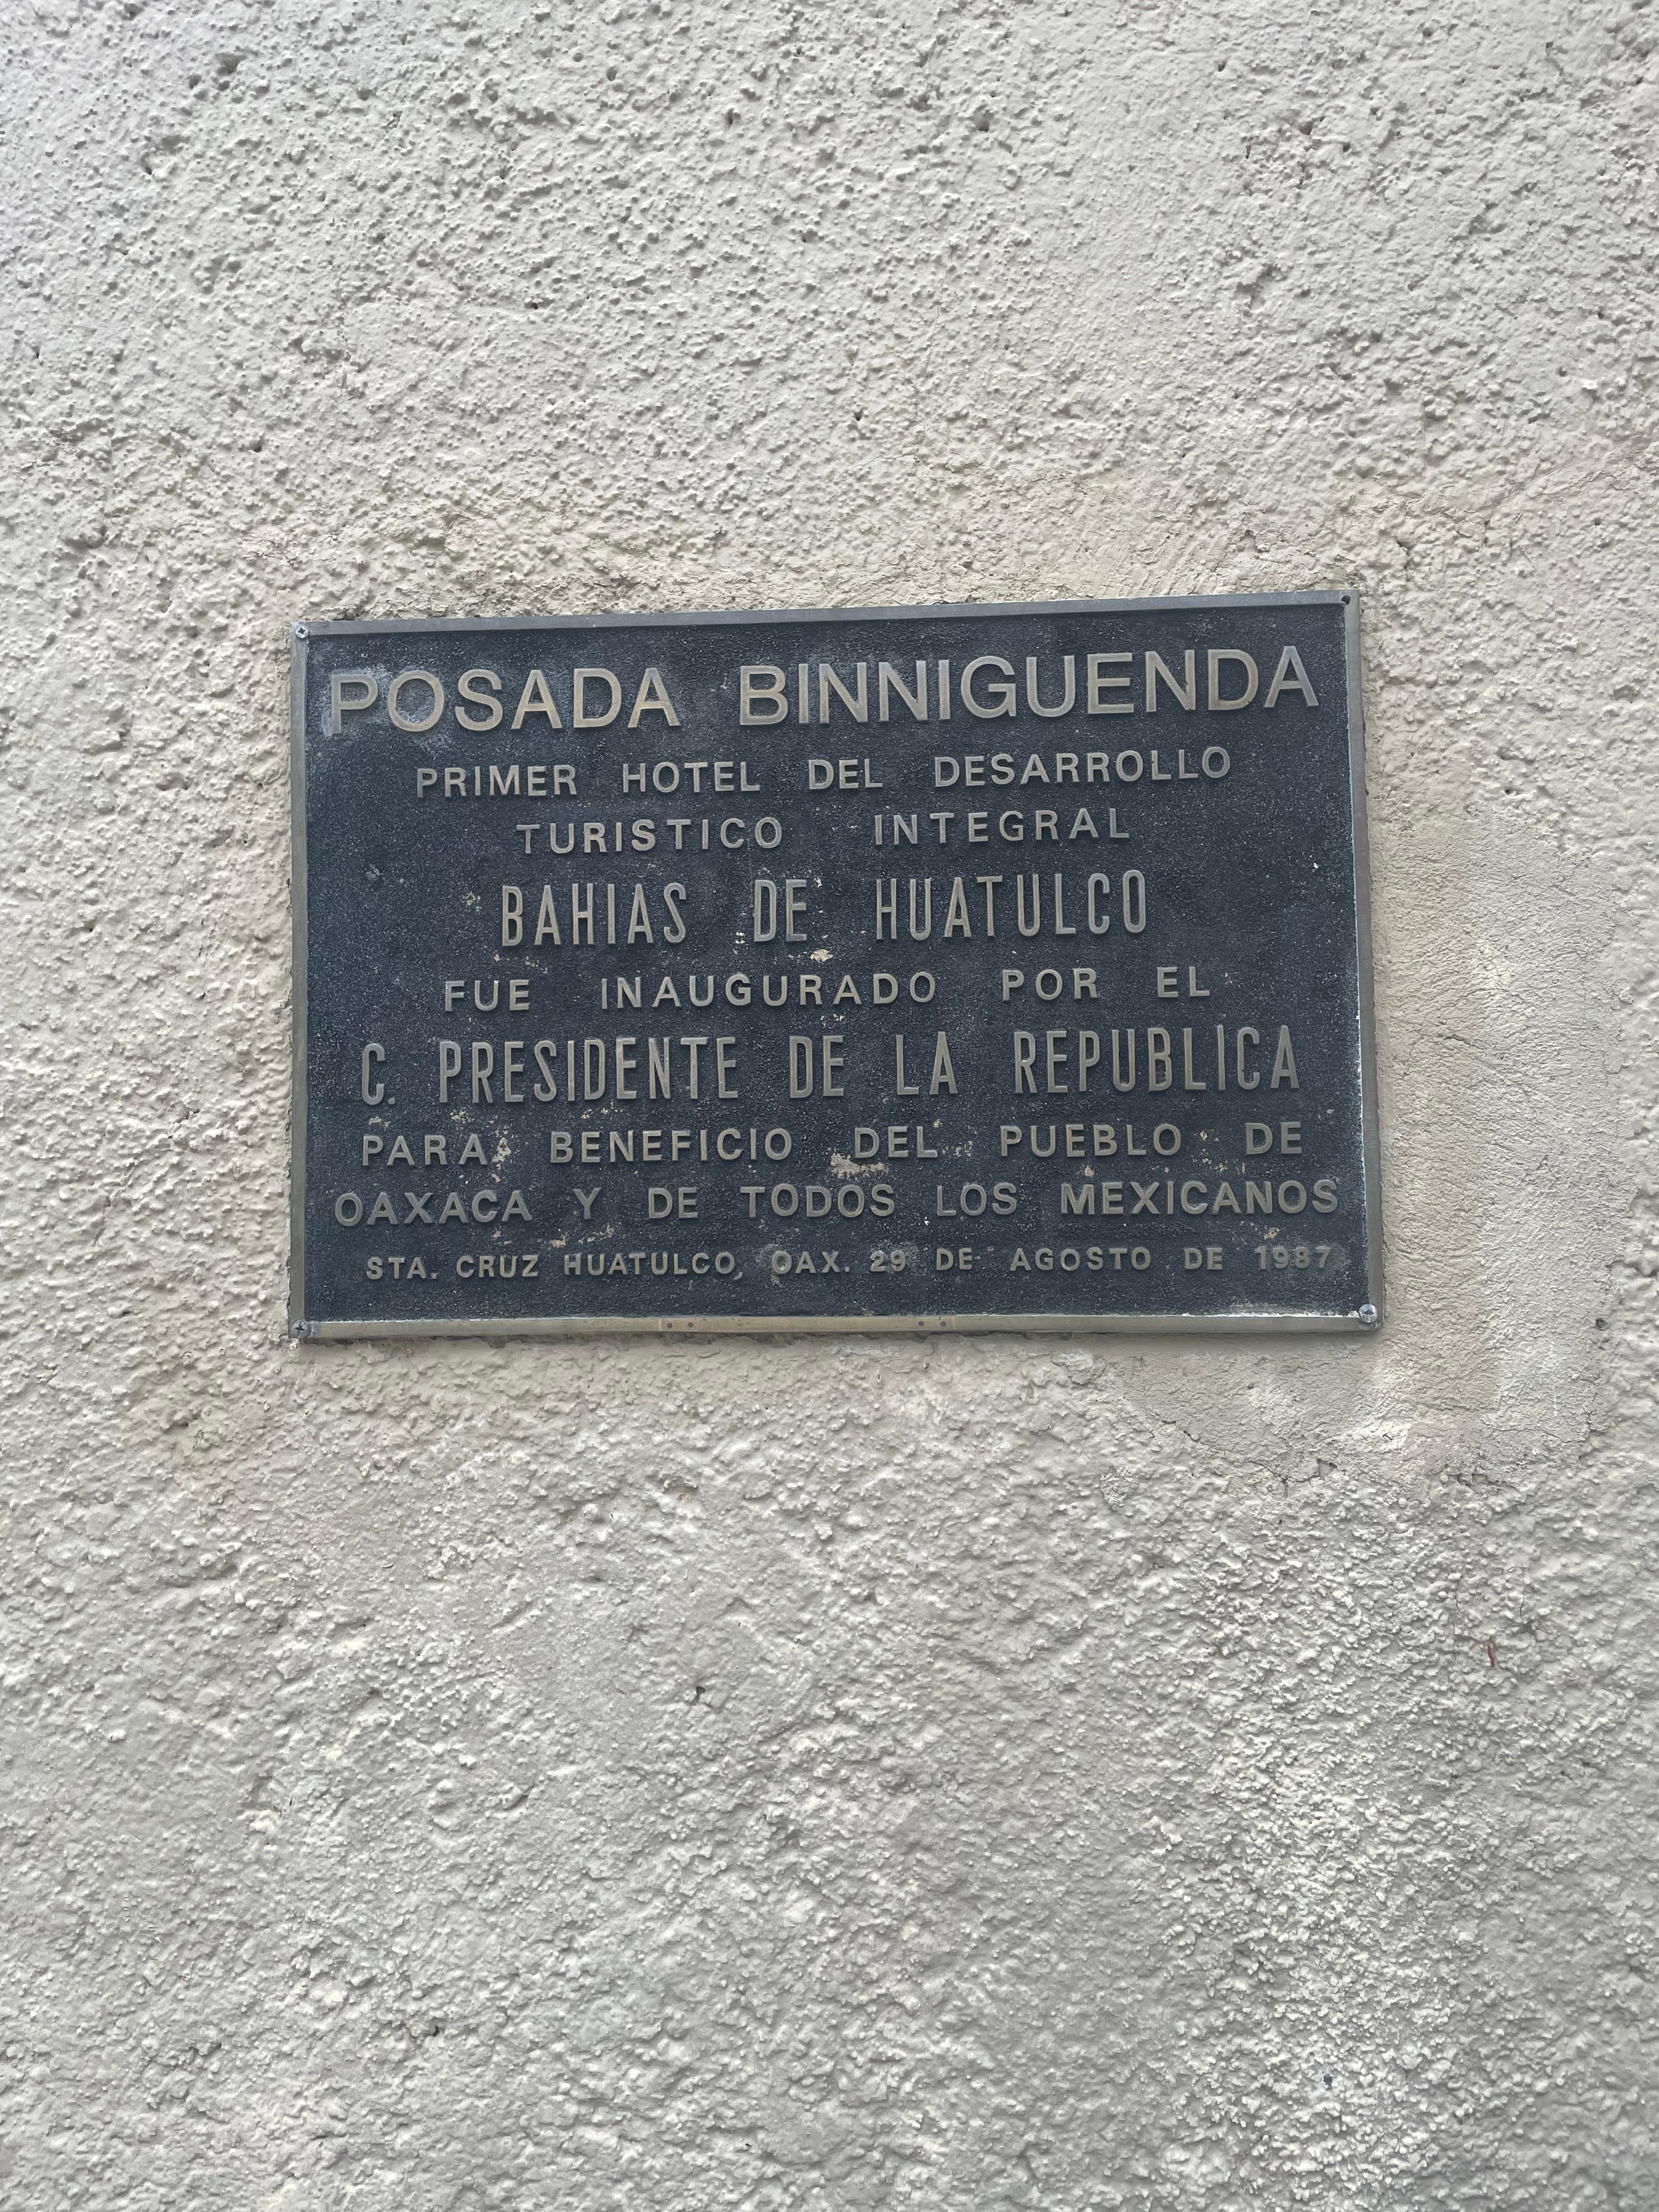 POSADA BINNIGUENDA
PRIMER HOTEL DEL DESARROLLO
TURISTICO INTEGRAL
BAHIAS DE HUATULCO
FUE INAUGURADO POR EL
C. PRESIDENTE DE LA REPUBLICA
PARA BENEFICIO DEL PUEBLO DE
OAXACA Y DE TODOS LOS MEXICANOS
STA. CRUZ HUATULCO, OAX. 29 DE AGOSTO DE 1987